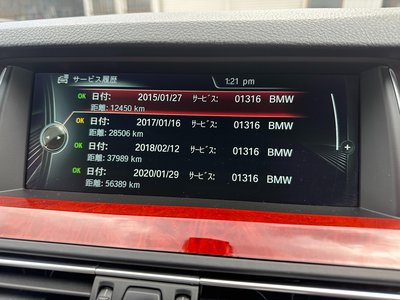 サービス履歴 1:21 pm
OK 日付: 2015/01/27 ｻｰﾋﾞｽ: 01316 BMW
距離: 12450 km
OK 日付: 2017/01/16 ｻｰﾋﾞｽ: 01316 BMW
距離: 28506 km
OK 日付: 2018/02/12 ｻｰﾋﾞｽ: 01316 BMW
距離: 37989 km
OK 日付: 2020/01/29 ｻｰﾋﾞｽ: 01316 BMW
距離: 56389 km